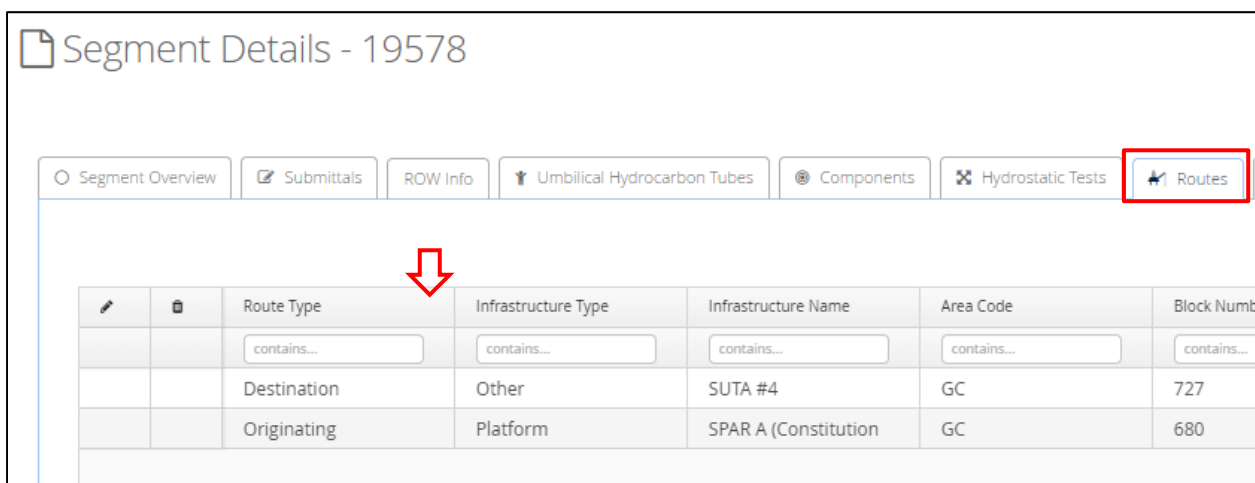 Segment Details - 19578
Segment Overview Submittals ROW Info Umbilical Hydrocarbon Tubes Components Hydrostatic Tests Routes
Route Type Infrastructure Type Infrastructure Name Area Code Block Numb
contains... contains... contains... contains... contains...
Destination Other SUTA #4 GC 727
Originating Platform SPAR A (Constitution GC 680